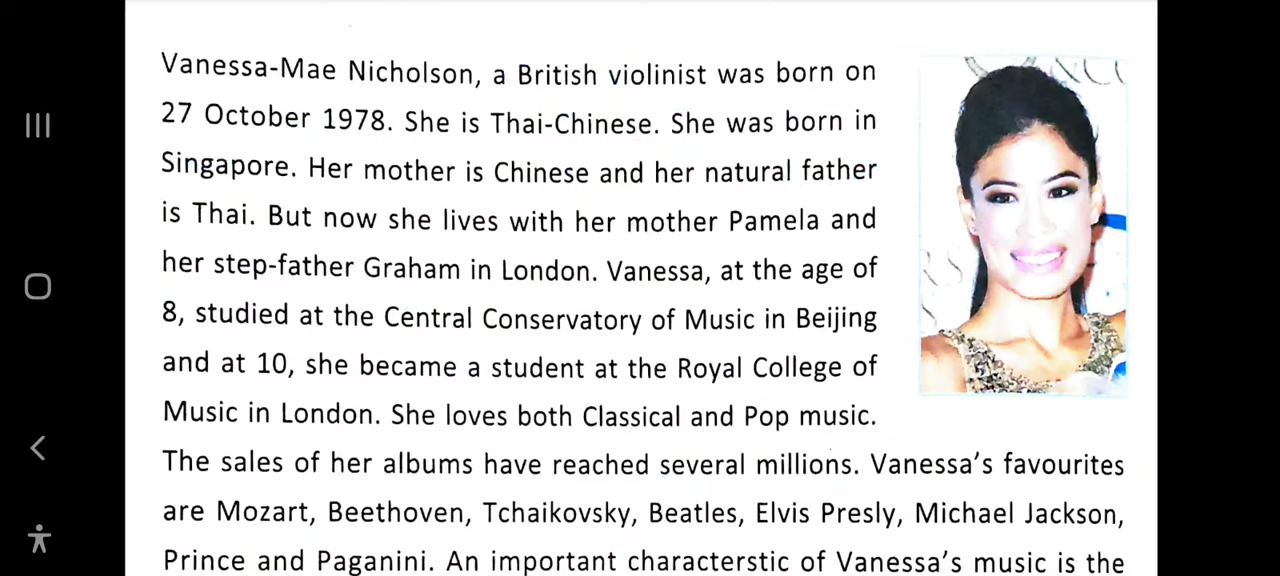 Vanessa-Mae Nicholson, a British violinist was born on
27 October 1978. She is Thai-Chinese. She was born in
Singapore. Her mother is Chinese and her natural father
is Thai. But now she lives with her mother Pamela and
her step-father Graham in London. Vanessa, at the age of
8, studied at the Central Conservatory of Music in Beijing
and at 10, she became a student at the Royal College of
Music in London. She loves both Classical and Pop music.
The sales of her albums have reached several millions. Vanessa’s favourites
are Mozart, Beethoven, Tchaikovsky, Beatles, Elvis Presly, Michael Jackson,
Prince and Paganini. An important characterstic of Vanessa’s music is the